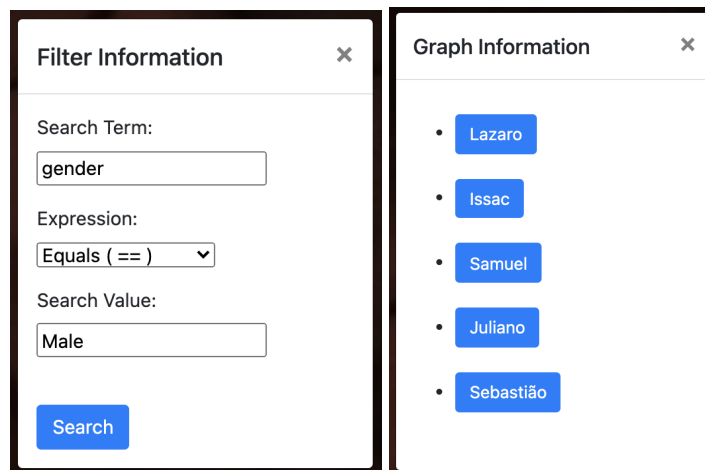 Filter Information ×
Search Term:
gender
Expression:
Equals ( == )
Search Value:
Male
Search
Graph Information ×
• Lazaro
• Issac
• Samuel
• Juliano
• Sebastião